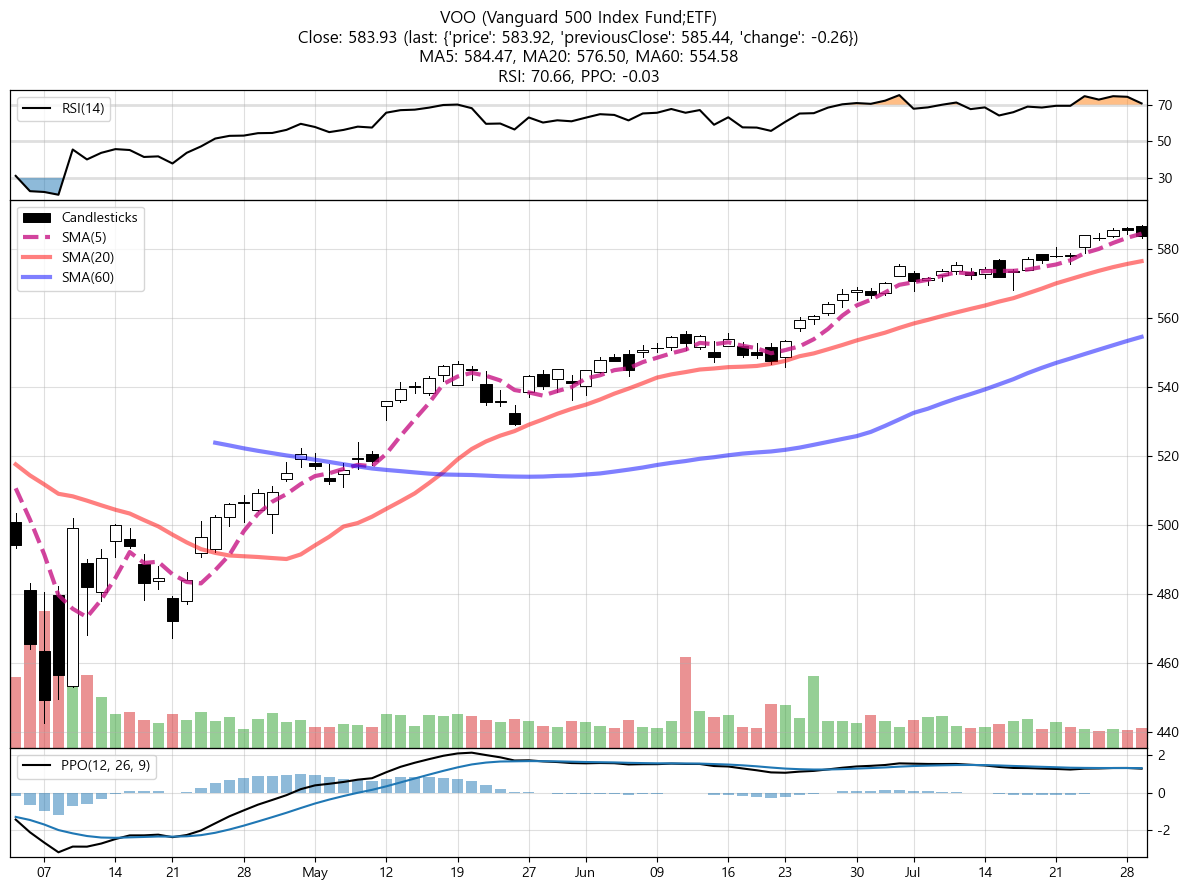 VOO (Vanguard 500 Index Fund;ETF)
Close: 583.93 (last: {'price': 583.92, 'previousClose': 585.44, 'change': -0.26})
MA5: 584.47, MA20: 576.50, MA60: 554.58
RSI: 70.66, PPO: -0.03
RSI(14)
70
50
30
Candlesticks
SMA(5)
SMA(20)
SMA(60)
580
560
540
520
500
480
460
440
PPO(12, 26, 9)
2
0
-2
07 14 21 28 May 12 19 27 Jun 09 16 23 30 Jul 14 21 28